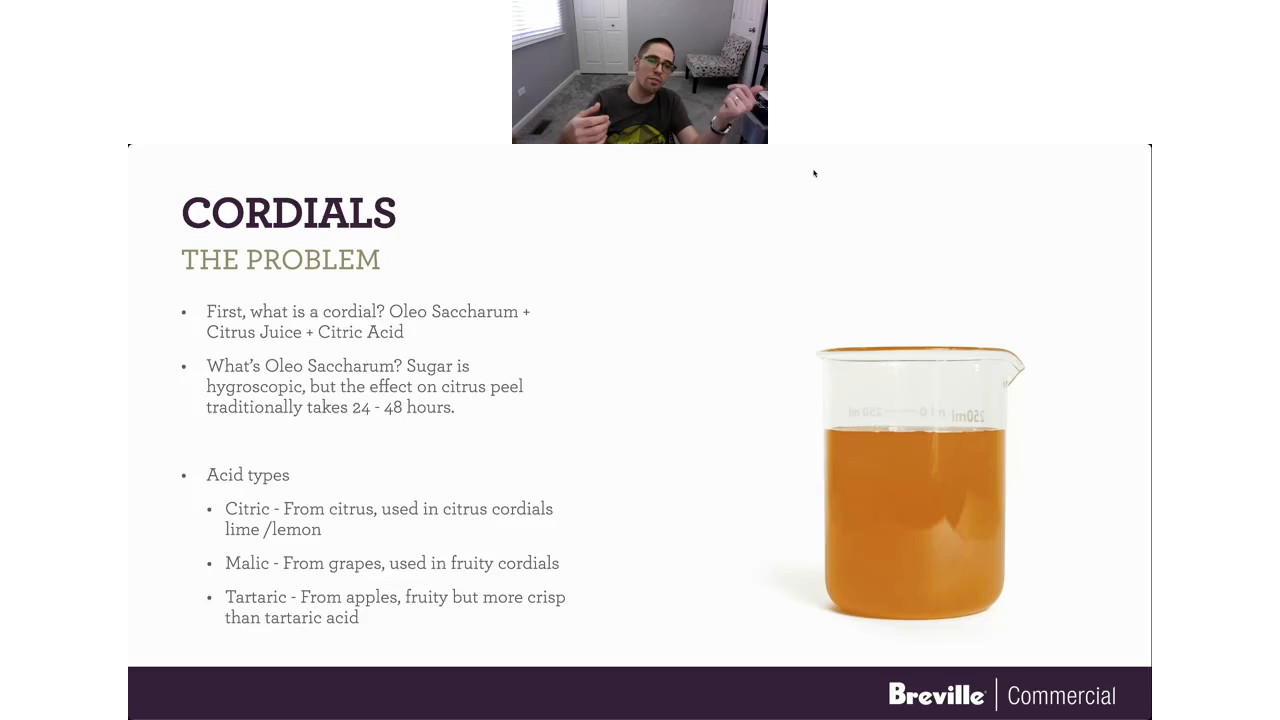 CORDIALS
THE PROBLEM
• First, what is a cordial? Oleo Saccharum +
Citrus Juice + Citric Acid
• What's Oleo Saccharum? Sugar is
hygroscopic, but the effect on citrus peel
traditionally takes 24 - 48 hours.
• Acid types
• Citric - From citrus, used in citrus cordials
lime /lemon
• Malic - From grapes, used in fruity cordials
• Tartaric - From apples, fruity but more crisp
than tartaric acid
250ml
Breville | Commercial